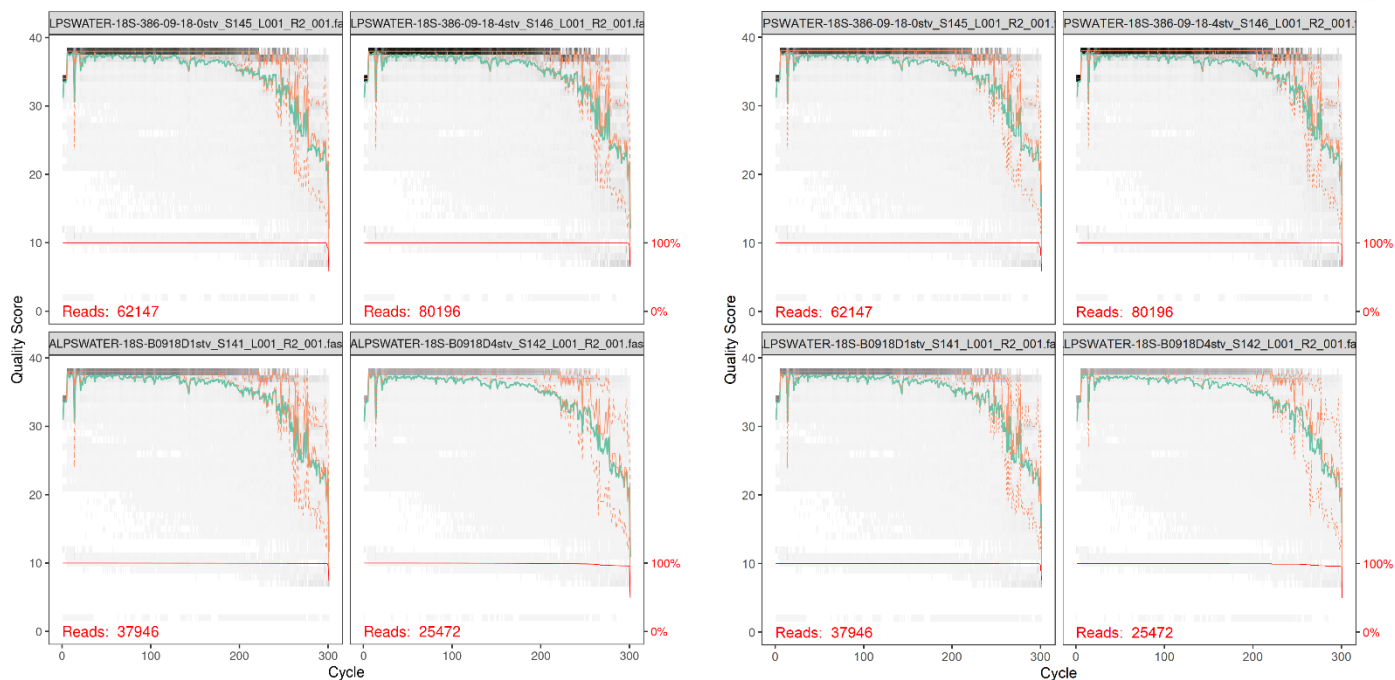 LPSWATER-18S-386-09-18-0stv_S145_L001_R2_001.fas
LPSWATER-18S-386-09-18-4stv_S146_L001_R2_001.fa
40
30
20
10
0
Reads: 62147
Reads: 80196
100%
0%
Quality Score
ALPSWATER-18S-B0918D1stv_S141_L001_R2_001.fas
ALPSWATER-18S-B0918D4stv_S142_L001_R2_001.fas
40
30
20
10
0
Reads: 37946
Reads: 25472
100%
0%
0 100 200 300 0 100 200 300
Cycle
PSWATER-18S-386-09-18-0stv_S145_L001_R2_001.
PSWATER-18S-386-09-18-4stv_S146_L001_R2_001.
40
30
20
10
0
Reads: 62147
Reads: 80196
100%
0%
Quality Score
LPSWATER-18S-B0918D1stv_S141_L001_R2_001.fa
LPSWATER-18S-B0918D4stv_S142_L001_R2_001.fa
40
30
20
10
0
Reads: 37946
Reads: 25472
100%
0%
0 100 200 300 0 100 200 300
Cycle